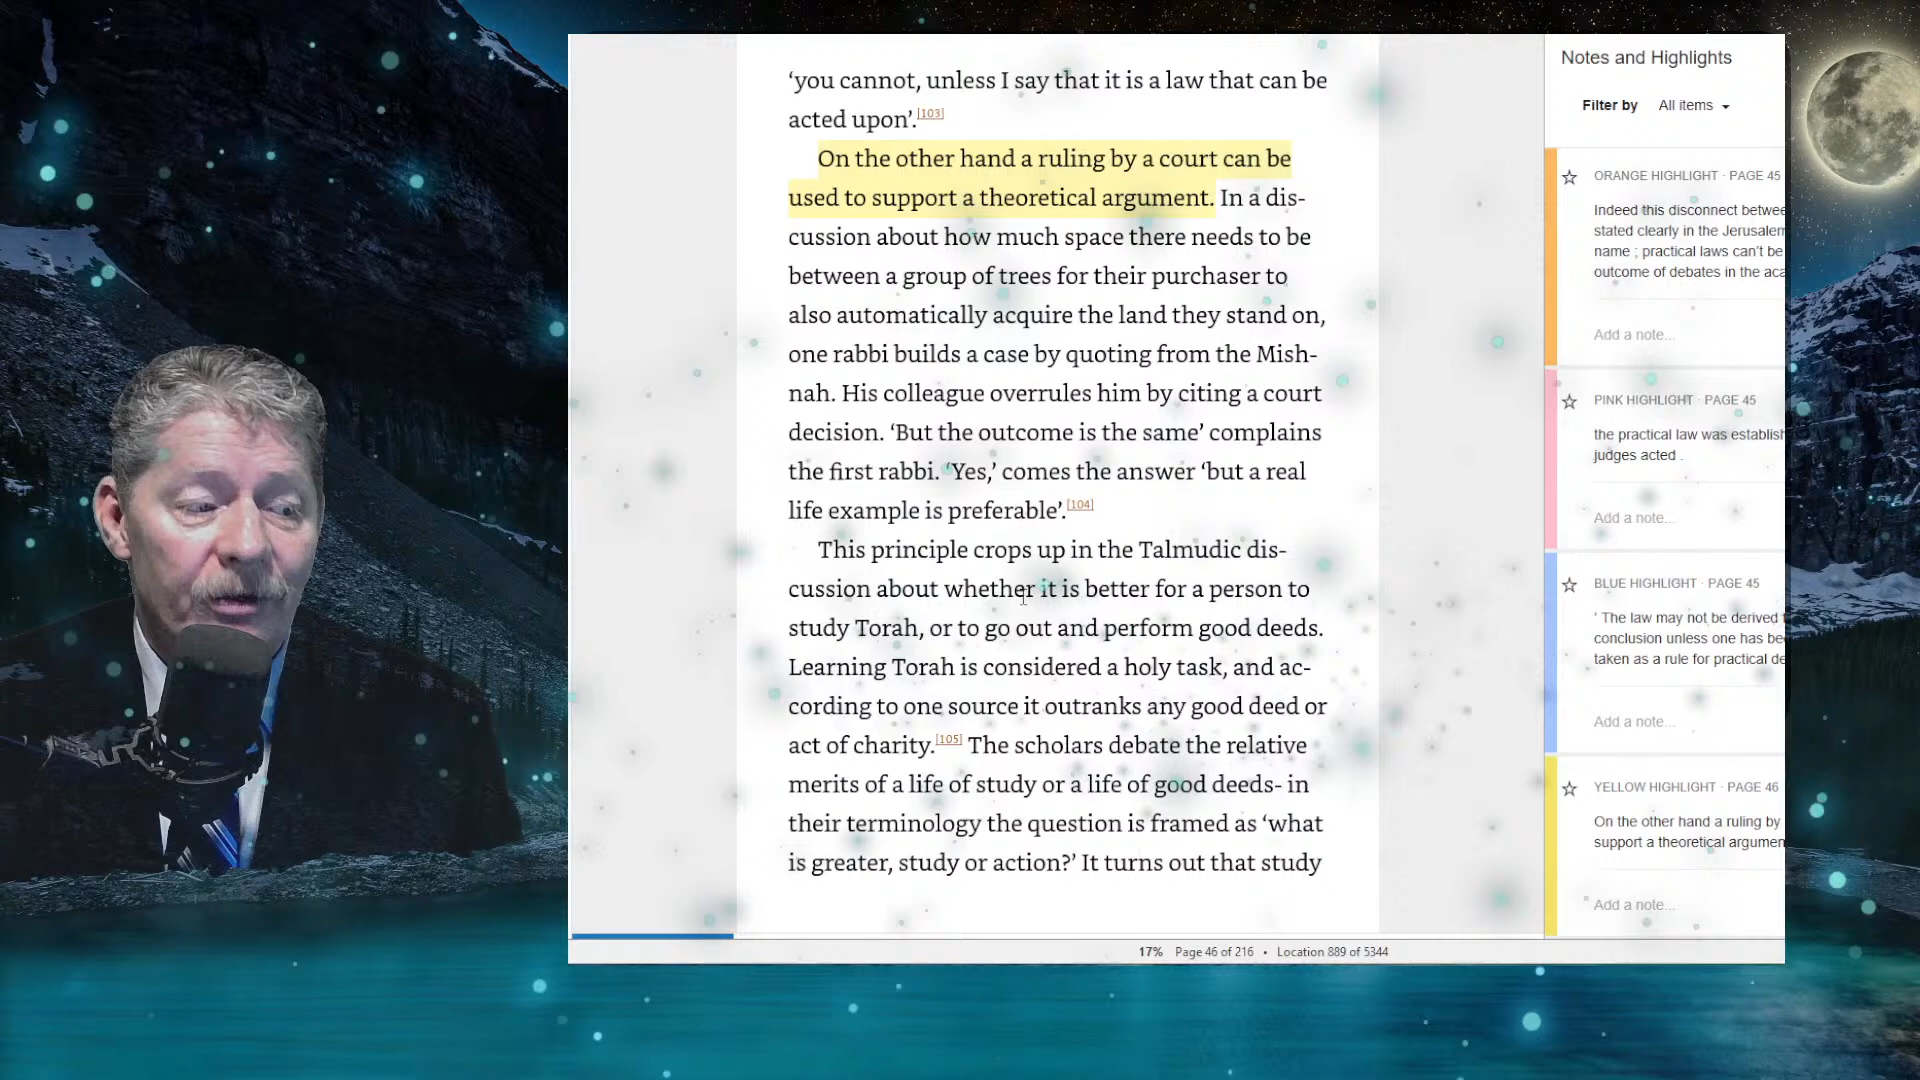 ‘you cannot, unless I say that it is a law that can be
acted upon’.[103]
On the other hand a ruling by a court can be
used to support a theoretical argument. In a dis-
cussion about how much space there needs to be
between a group of trees for their purchaser to
also automatically acquire the land they stand on,
one rabbi builds a case by quoting from the Mish-
nah. His colleague overrules him by citing a court
decision. ‘But the outcome is the same’ complains
the first rabbi. ‘Yes,’ comes the answer ‘but a real
life example is preferable’.[104]
This principle crops up in the Talmudic dis-
cussion about whether it is better for a person to
study Torah, or to go out and perform good deeds.
Learning Torah is considered a holy task, and ac-
cording to one source it outranks any good deed or
act of charity.[105] The scholars debate the relative
merits of a life of study or a life of good deeds- in
their terminology the question is framed as ‘what
is greater, study or action?’ It turns out that study
17% Page 46 of 216 • Location 889 of 5344
Notes and Highlights
Filter by All items
ORANGE HIGHLIGHT · PAGE 45
Indeed this disconnect betwee
stated clearly in the Jerusalem
name ; practical laws can't be
outcome of debates in the aca
Add a note...
PINK HIGHLIGHT · PAGE 45
the practical law was establish
judges acted .
Add a note...
BLUE HIGHLIGHT · PAGE 45
' The law may not be derived
conclusion unless one has bee
taken as a rule for practical de
Add a note...
YELLOW HIGHLIGHT · PAGE 46
On the other hand a ruling by
support a theoretical argumen
Add a note...